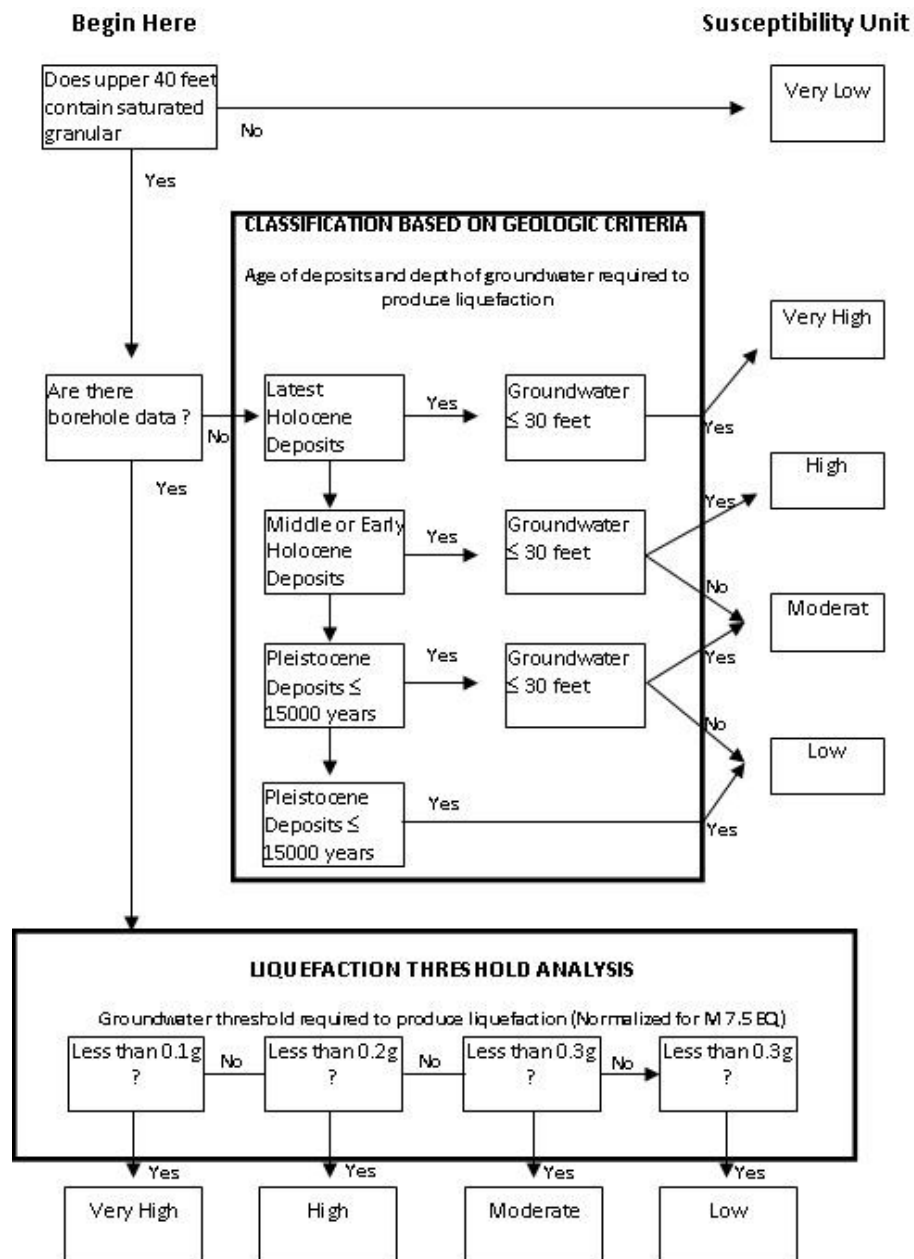 Begin Here
Susceptibility Unit
Does upper 40 feet
contain saturated
granular
No
Very Low
Yes
CLASSIFICATION BASED ON GEOLOGIC CRITERIA
Age of deposits and depth of groundwater required to
produce liquefaction
Very High
Are there
borehole data ?
No
Yes
Latest
Holocene
Deposits
Yes
Groundwater
≤ 30 feet
Yes
High
Middle or Early
Holocene
Deposits
Yes
Groundwater
≤ 30 feet
Yes
No
Moderat
Pleistocene
Deposits ≤
15000 years
Yes
Groundwater
≤ 30 feet
Yes
No
Low
Pleistocene
Deposits ≤
15000 years
Yes
Yes
LIQUEFACTION THRESHOLD ANALYSIS
Groundwater threshold required to produce liquefaction (Normalized for M 7.5 EQ)
Less than 0.1g
?
No
Less than 0.2g
?
No
Less than 0.3g
?
No
Less than 0.3g
?
Yes
Yes
Yes
Yes
Very High
High
Moderate
Low